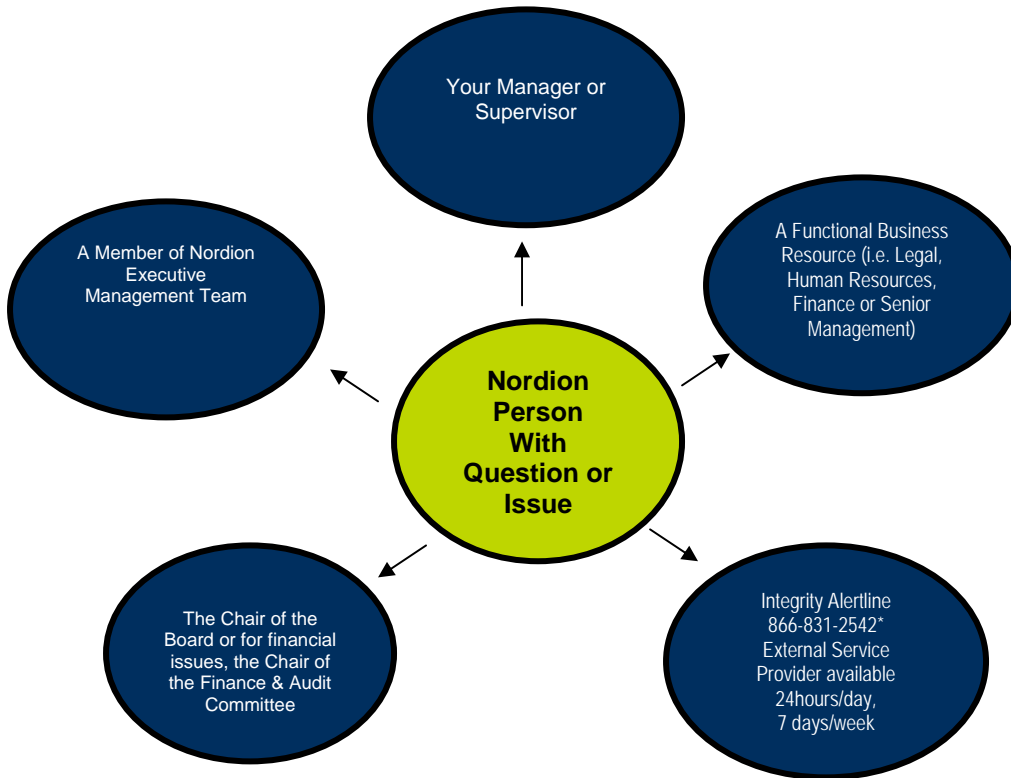 Your Manager or
Supervisor
A Member of Nordion
Executive
Management Team
A Functional Business
Resource (i.e. Legal,
Human Resources,
Finance or Senior
Management)
Nordion
Person
With
Question or
Issue
The Chair of the
Board or for financial
issues, the Chair of
the Finance & Audit
Committee
Integrity Alertline
866-831-2542*
External Service
Provider available
24hours/day,
7 days/week